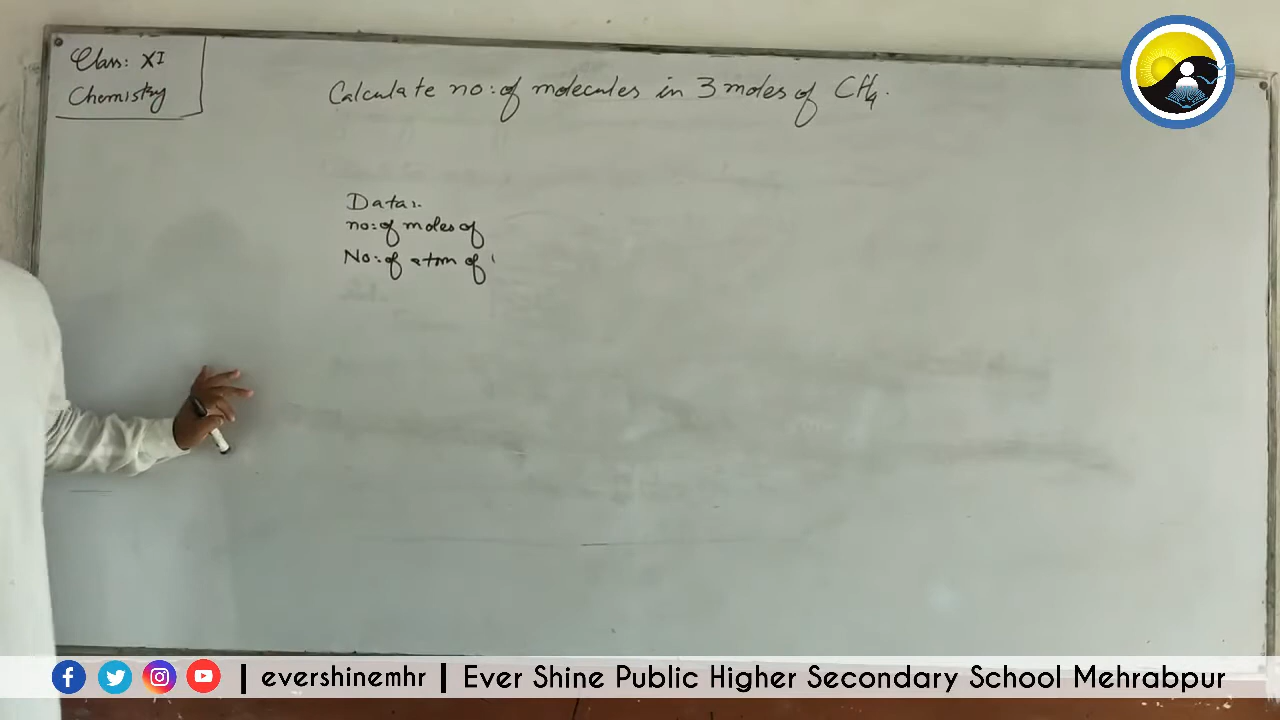 Class: XI
Chemistry
Calculate no: of molecules in 3 moles of CH4.
Data:
no: of moles of
No: of atom of
| evershinemhr | Ever Shine Public Higher Secondary School Mehrabpur